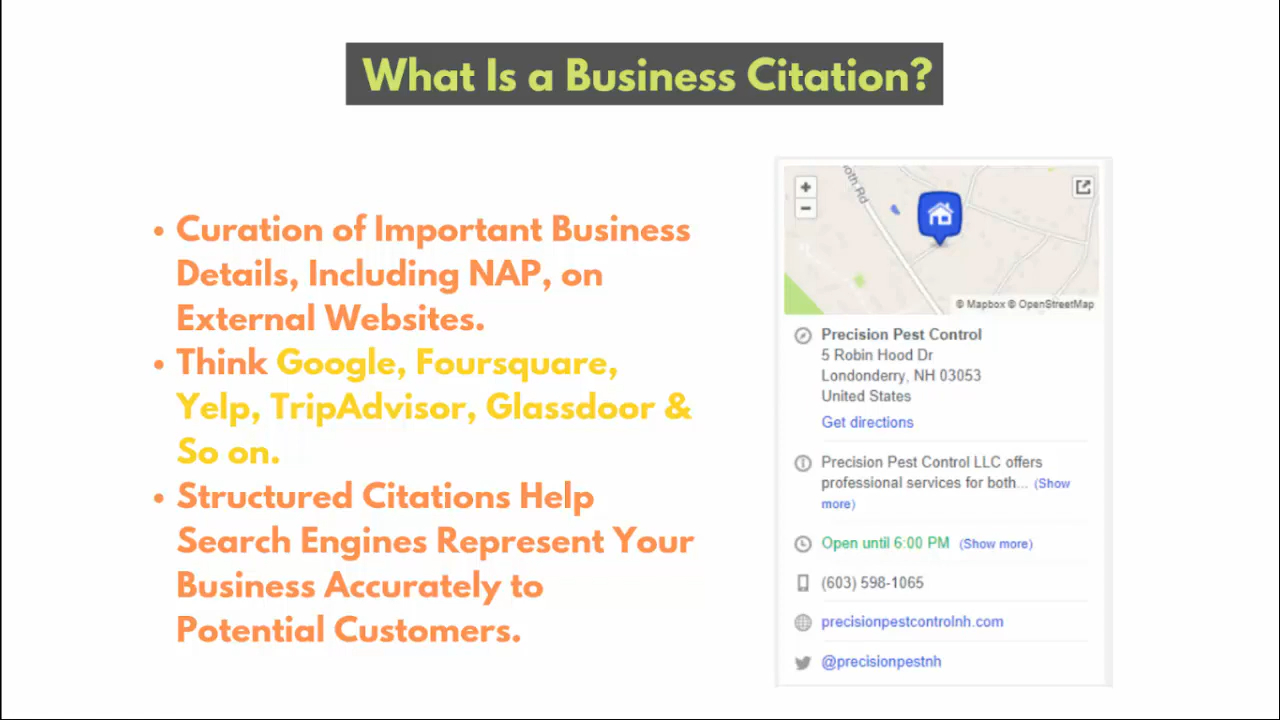 What Is a Business Citation?
• Curation of Important Business
Details, Including NAP, on
External Websites.
• Think Google, Foursquare,
Yelp, TripAdvisor, Glassdoor &
So on.
• Structured Citations Help
Search Engines Represent Your
Business Accurately to
Potential Customers.
+
−
oth Rd
© Mapbox © OpenStreetMap
Precision Pest Control
5 Robin Hood Dr
Londonderry, NH 03053
United States
Get directions
Precision Pest Control LLC offers
professional services for both... (Show
more)
Open until 6:00 PM (Show more)
(603) 598-1065
precisionpestcontrolnh.com
@precisionpestnh